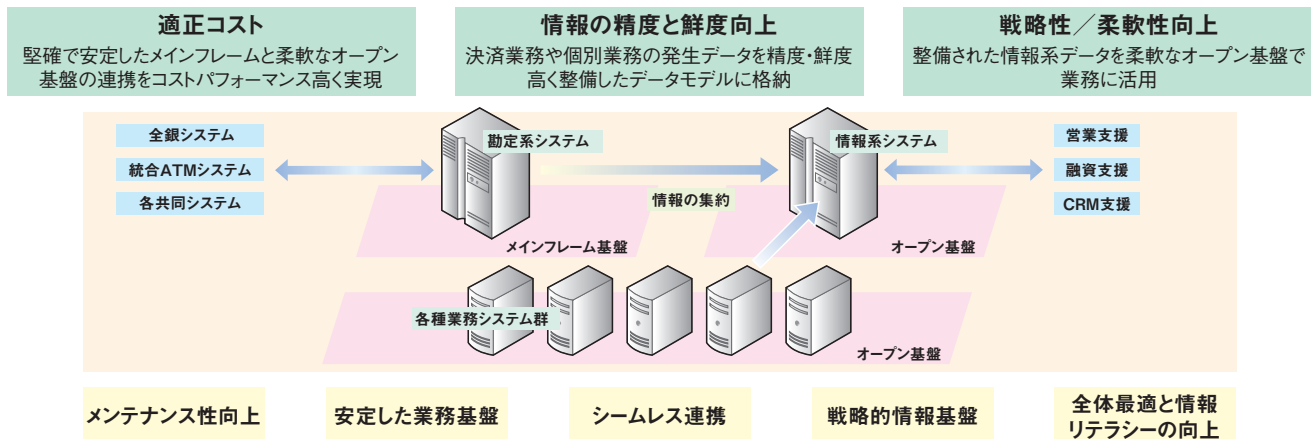 適正コスト
堅確で安定したメインフレームと柔軟なオープン
基盤の連携をコストパフォーマンス高く実現
情報の精度と鮮度向上
決済業務や個別業務の発生データを精度・鮮度
高く整備したデータモデルに格納
戦略性／柔軟性向上
整備された情報系データを柔軟なオープン基盤で
業務に活用
全銀システム
統合ATMシステム
各共同システム
勘定系システム
情報の集約
情報系システム
営業支援
融資支援
CRM支援
メインフレーム基盤
オープン基盤
各種業務システム群
オープン基盤
メンテナンス性向上
安定した業務基盤
シームレス連携
戦略的情報基盤
全体最適と情報
リテラシーの向上